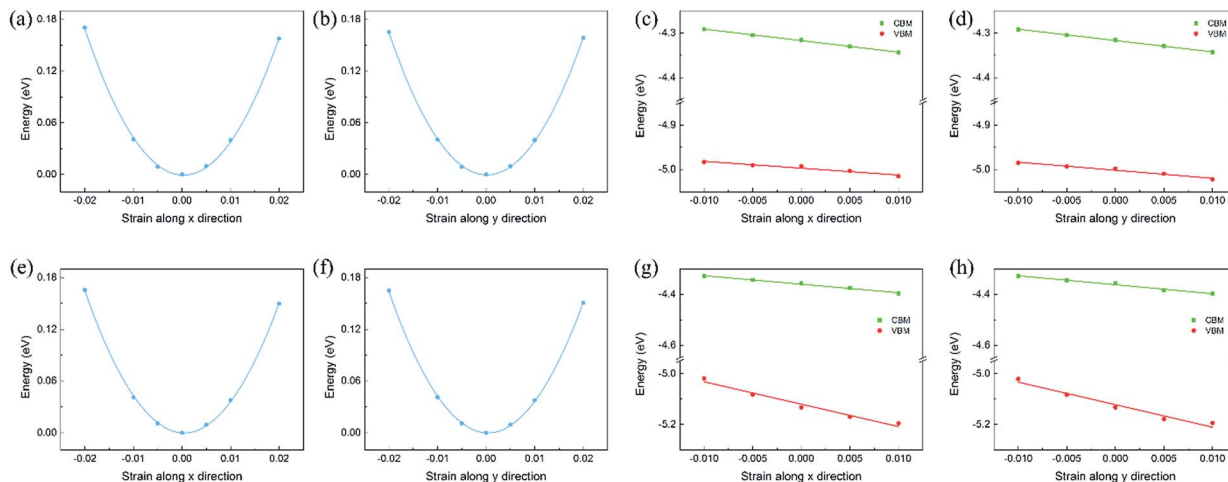 (a)
Energy (eV)
0.18
0.12
0.06
0.00
-0.02 -0.01 0.00 0.01 0.02
Strain along x direction
(b)
Energy (eV)
0.18
0.12
0.06
0.00
-0.02 -0.01 0.00 0.01 0.02
Strain along y direction
(c)
Energy (eV)
-4.3
-4.4
-4.9
-5.0
CBM
VBM
-0.010 -0.005 0.000 0.005 0.010
Strain along x direction
(d)
Energy (eV)
-4.3
-4.4
-4.9
-5.0
CBM
VBM
-0.010 -0.005 0.000 0.005 0.010
Strain along y direction
(e)
Energy (eV)
0.18
0.12
0.06
0.00
-0.02 -0.01 0.00 0.01 0.02
Strain along x direction
(f)
Energy (eV)
0.18
0.12
0.06
0.00
-0.02 -0.01 0.00 0.01 0.02
Strain along y direction
(g)
Energy (eV)
-4.4
-4.6
-5.0
-5.2
CBM
VBM
-0.010 -0.005 0.000 0.005 0.010
Strain along x direction
(h)
Energy (eV)
-4.4
-4.6
-5.0
-5.2
CBM
VBM
-0.010 -0.005 0.000 0.005 0.010
Strain along y direction